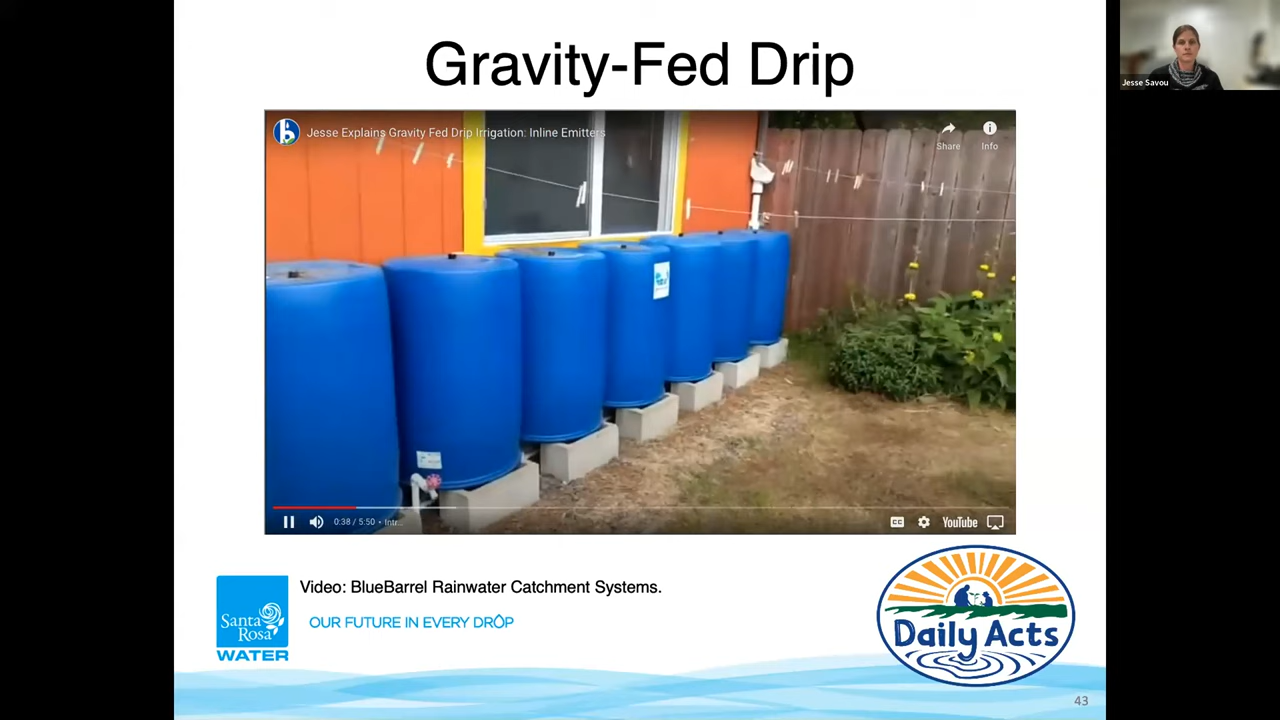 Gravity-Fed Drip
Jesse Savou
Jesse Explains Gravity Fed Drip Irrigation: Inline Emitters
Share
Info
0:38 / 5:50 • Intr...
CC
YouTube
Video: BlueBarrel Rainwater Catchment Systems.
Santa
Rosa
WATER
OUR FUTURE IN EVERY DROP
Daily Acts
43